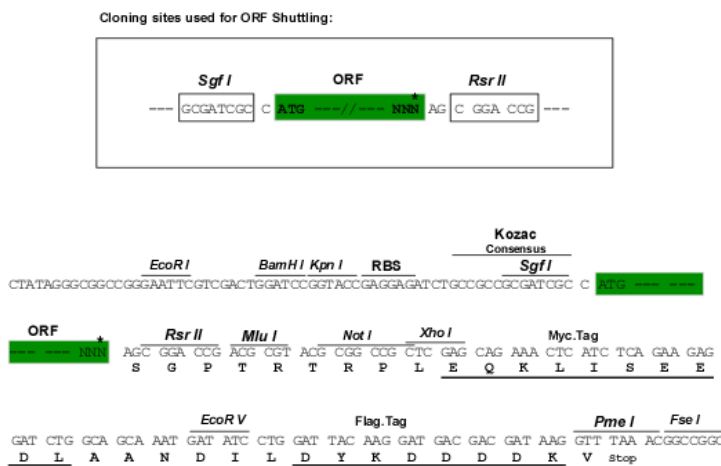 Cloning sites used for ORF Shuttling:
Sgf I ORF Rsr II
--- GCGATCGC C ATG ---//--- NNN* AG C GGA CCG ---
Kozac
Consensus
EcoR I BamH I Kpn I RBS Sgf I
CTATAGGGCGGCCGGGAATTCGTCGACTGGATCCGGTACCGAGGAGATCTGCCGCCGCGATCGC C ATG --- --- ---
ORF Rsr II Mlu I Not I Xho I Myc.Tag
--- --- NNN* AGC GGA CCG ACG CGT ACG CGG CCG CTC GAG CAG AAA CTC ATC TCA GAA GAG
S G P T R T R P L E Q K L I S E E
EcoR V Flag.Tag Pme I Fse I
GAT CTG GCA GCA AAT GAT ATC CTG GAT TAC AAG GAT GAC GAC GAT AAG GTT TAA ACGGCCGGC
D L A A N D I L D Y K D D D D K V Stop